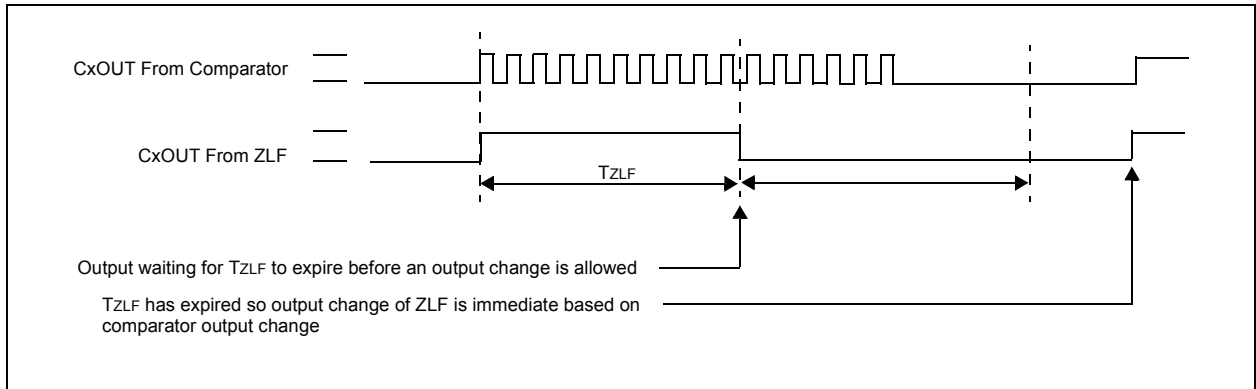 CxOUT From Comparator
CxOUT From ZLF
TZLF
Output waiting for TZLF to expire before an output change is allowed
TZLF has expired so output change of ZLF is immediate based on
comparator output change